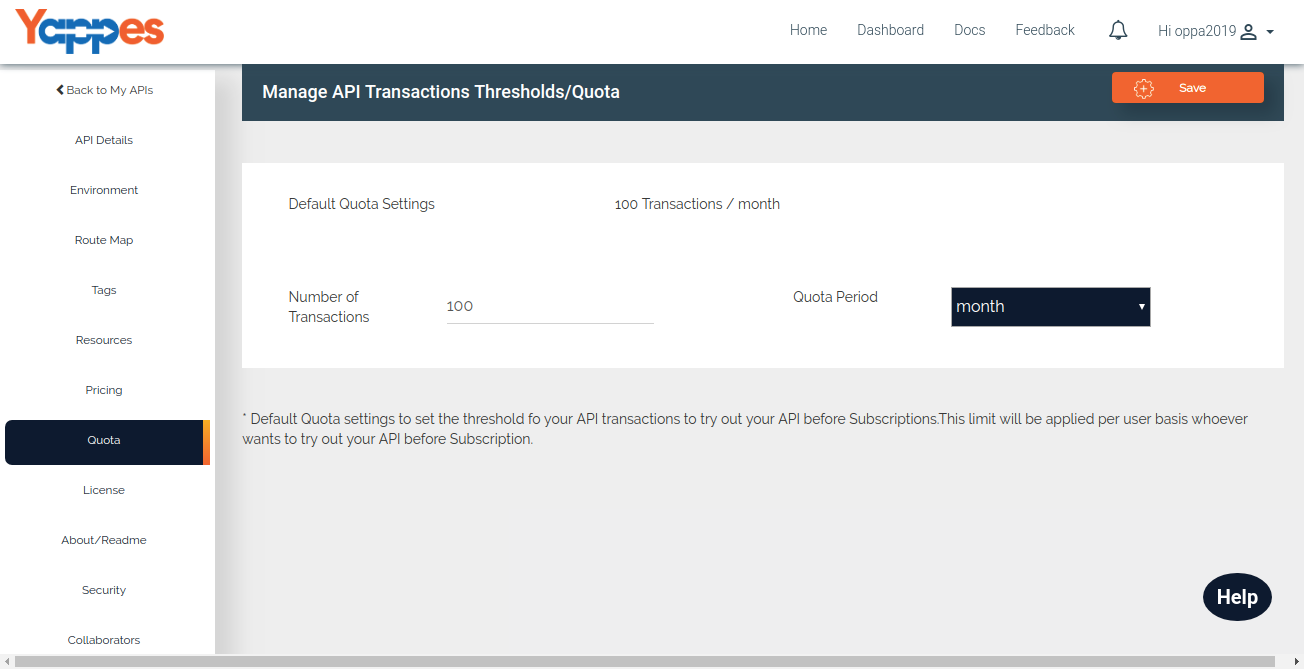 Yappes
Home
Dashboard
Docs
Feedback
Hi oppa2019
Back to My APIs
API Details
Environment
Route Map
Tags
Resources
Pricing
Quota
License
About/Readme
Security
Collaborators
Manage API Transactions Thresholds/Quota
Save
Default Quota Settings
100 Transactions / month
Number of
Transactions
100
Quota Period
month
* Default Quota settings to set the threshold fo your API transactions to try out your API before Subscriptions.This limit will be applied per user basis whoever
wants to try out your API before Subscription.
Help